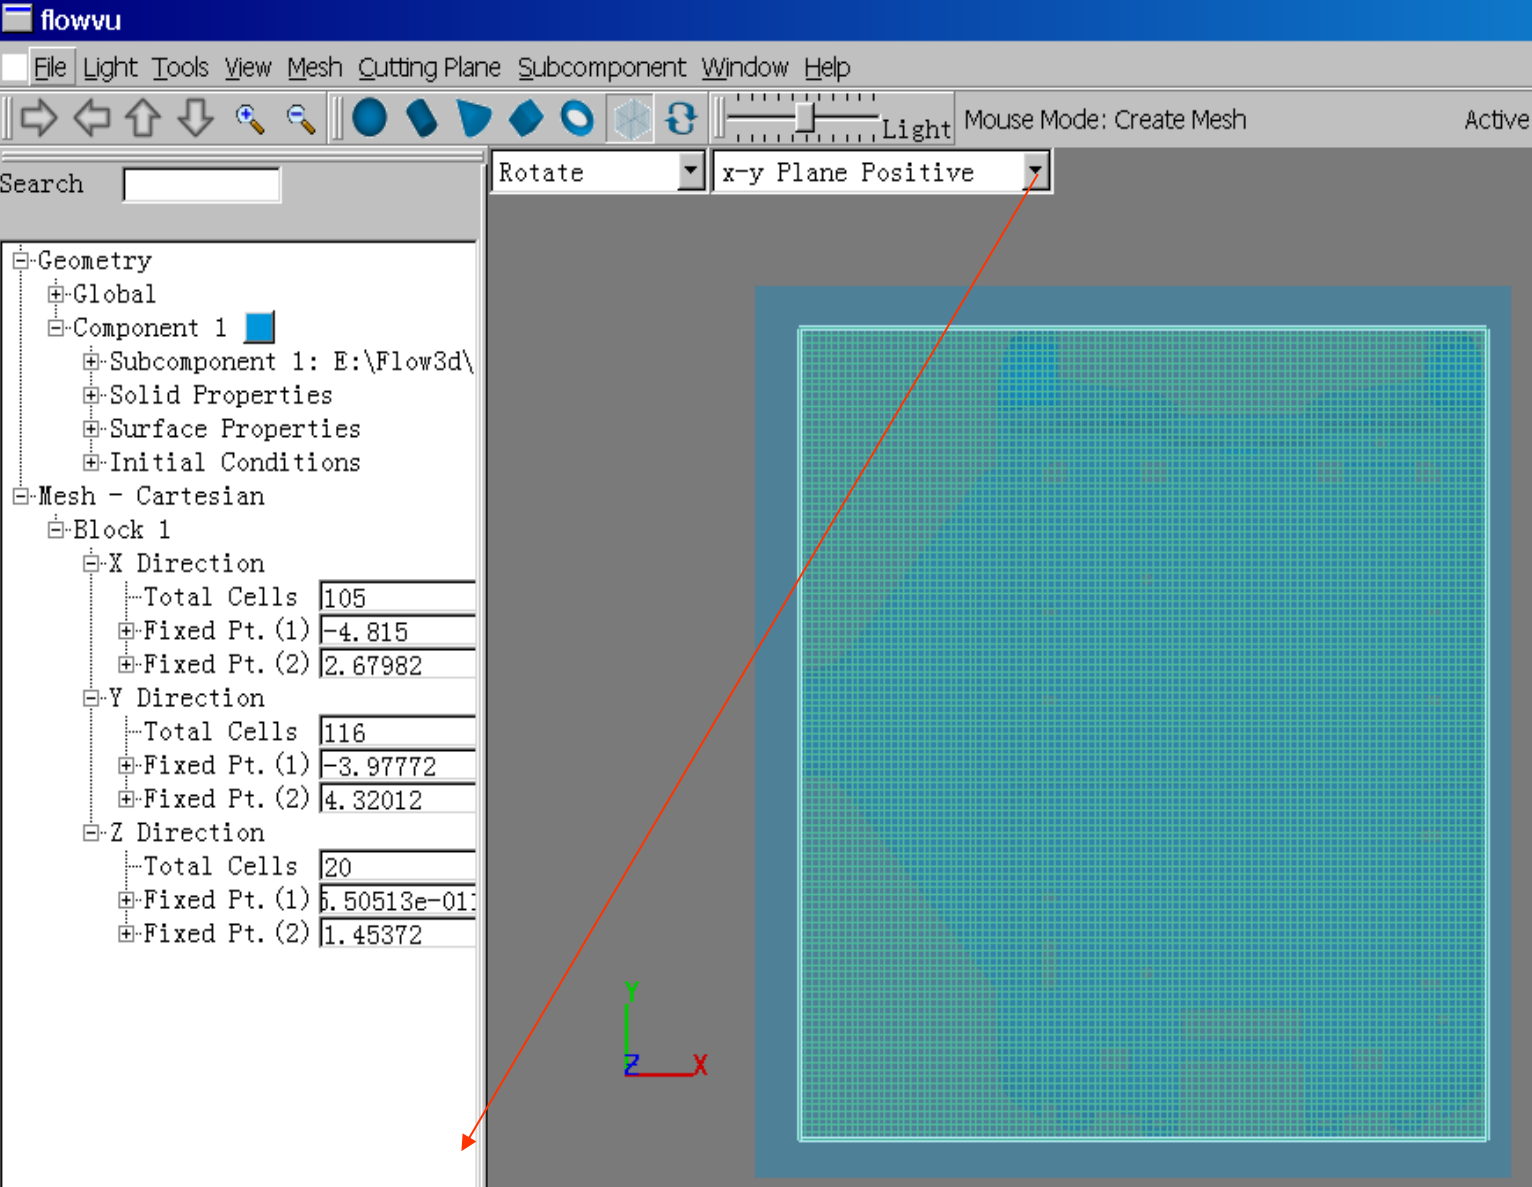 flowvu
File Light Tools View Mesh Cutting Plane Subcomponent Window Help
Light Mouse Mode: Create Mesh Active
Search
Rotate x-y Plane Positive
Geometry
Global
Component 1
Subcomponent 1: E:\Flow3d\
Solid Properties
Surface Properties
Initial Conditions
Mesh - Cartesian
Block 1
X Direction
Total Cells 105
Fixed Pt.(1) -4.815
Fixed Pt.(2) 2.67982
Y Direction
Total Cells 116
Fixed Pt.(1) -3.97772
Fixed Pt.(2) 4.32012
Z Direction
Total Cells 20
Fixed Pt.(1) .50513e-01
Fixed Pt.(2) 1.45372
Y
Z X